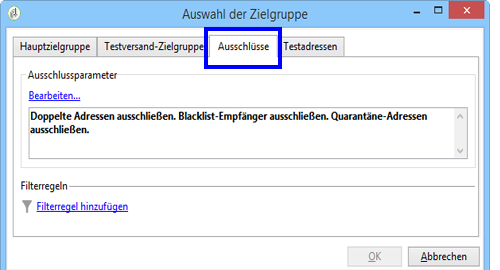 Auswahl der Zielgruppe
Hauptzielgruppe Testversand-Zielgruppe Ausschlüsse Testadressen
Ausschlussparameter
Bearbeiten...
Doppelte Adressen ausschließen. Blacklist-Empfänger ausschließen. Quarantäne-Adressen
ausschließen.
Filterregeln
Filterregel hinzufügen
OK Abbrechen